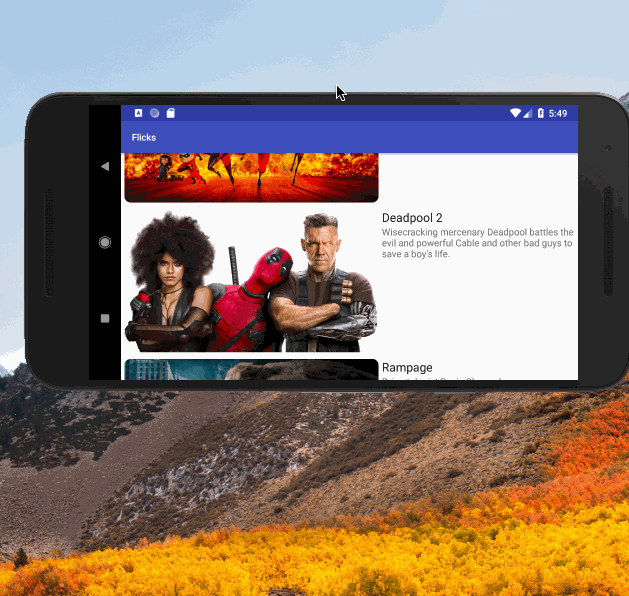 5:49
Flicks
Deadpool 2
Wisecracking mercenary Deadpool battles the
evil and powerful Cable and other bad guys to
save a boy's life.
Rampage